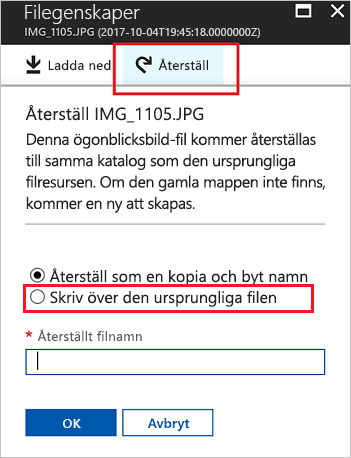 Filegenskaper
IMG_1105.JPG (2017-10-04T19:45:18.0000000Z)
Ladda ned
Återställ
Återställ IMG_1105.JPG
Denna ögonblicksbild-fil kommer återställas
till samma katalog som den ursprungliga
filresursen. Om den gamla mappen inte finns,
kommer en ny att skapas.
Återställ som en kopia och byt namn
Skriv över den ursprungliga filen
* Återställt filnamn
OK
Avbryt